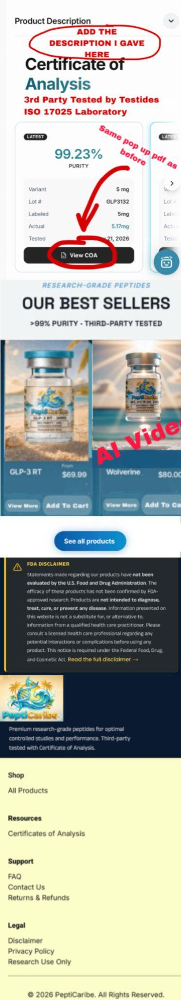 Product Description
ADD THE
DESCRIPTION I GAVE
HERE
Certificate of
Analysis
3rd Party Tested by Testides
ISO 17025 Laboratory
Same pop up pdf as
before
LATEST
99.23%
PURITY
Variant 5 mg
Lot # GLP3132
Labeled 5mg
Actual 5.17mg
Tested 21, 2026
View COA
LATEST
Lot #
RESEARCH-GRADE PEPTIDES
OUR BEST SELLERS
>99% PURITY - THIRD-PARTY TESTED
PeptiCaribe
GLP-3 RT - 30MG
PeptiCaribe
AI Video
GLP-3 RT
From
$69.99
View More
Add To Cart
Wolverine
$80.00
View More
Add To Ca
See all products
FDA DISCLAIMER
Statements made regarding our products have not been
evaluated by the U.S. Food and Drug Administration. The
efficacy of these products has not been confirmed by FDA-
approved research. Products are not intended to diagnose,
treat, cure, or prevent any disease. Information presented on
this website is not a substitute for, or alternative to,
information from a qualified health care practitioner. Please
consult a licensed health care professional regarding any
potential interactions or complications before using any
product. This notice is required under the Federal Food, Drug,
and Cosmetic Act. Read the full disclaimer →
PeptiCaribe
Premium research-grade peptides for optimal
controlled studies and performance. Third-party
tested with Certificate of Analysis.
Shop
All Products
Resources
Certificates of Analysis
Support
FAQ
Contact Us
Returns & Refunds
Legal
Disclaimer
Privacy Policy
Research Use Only
© 2026 PeptiCaribe. All Rights Reserved.